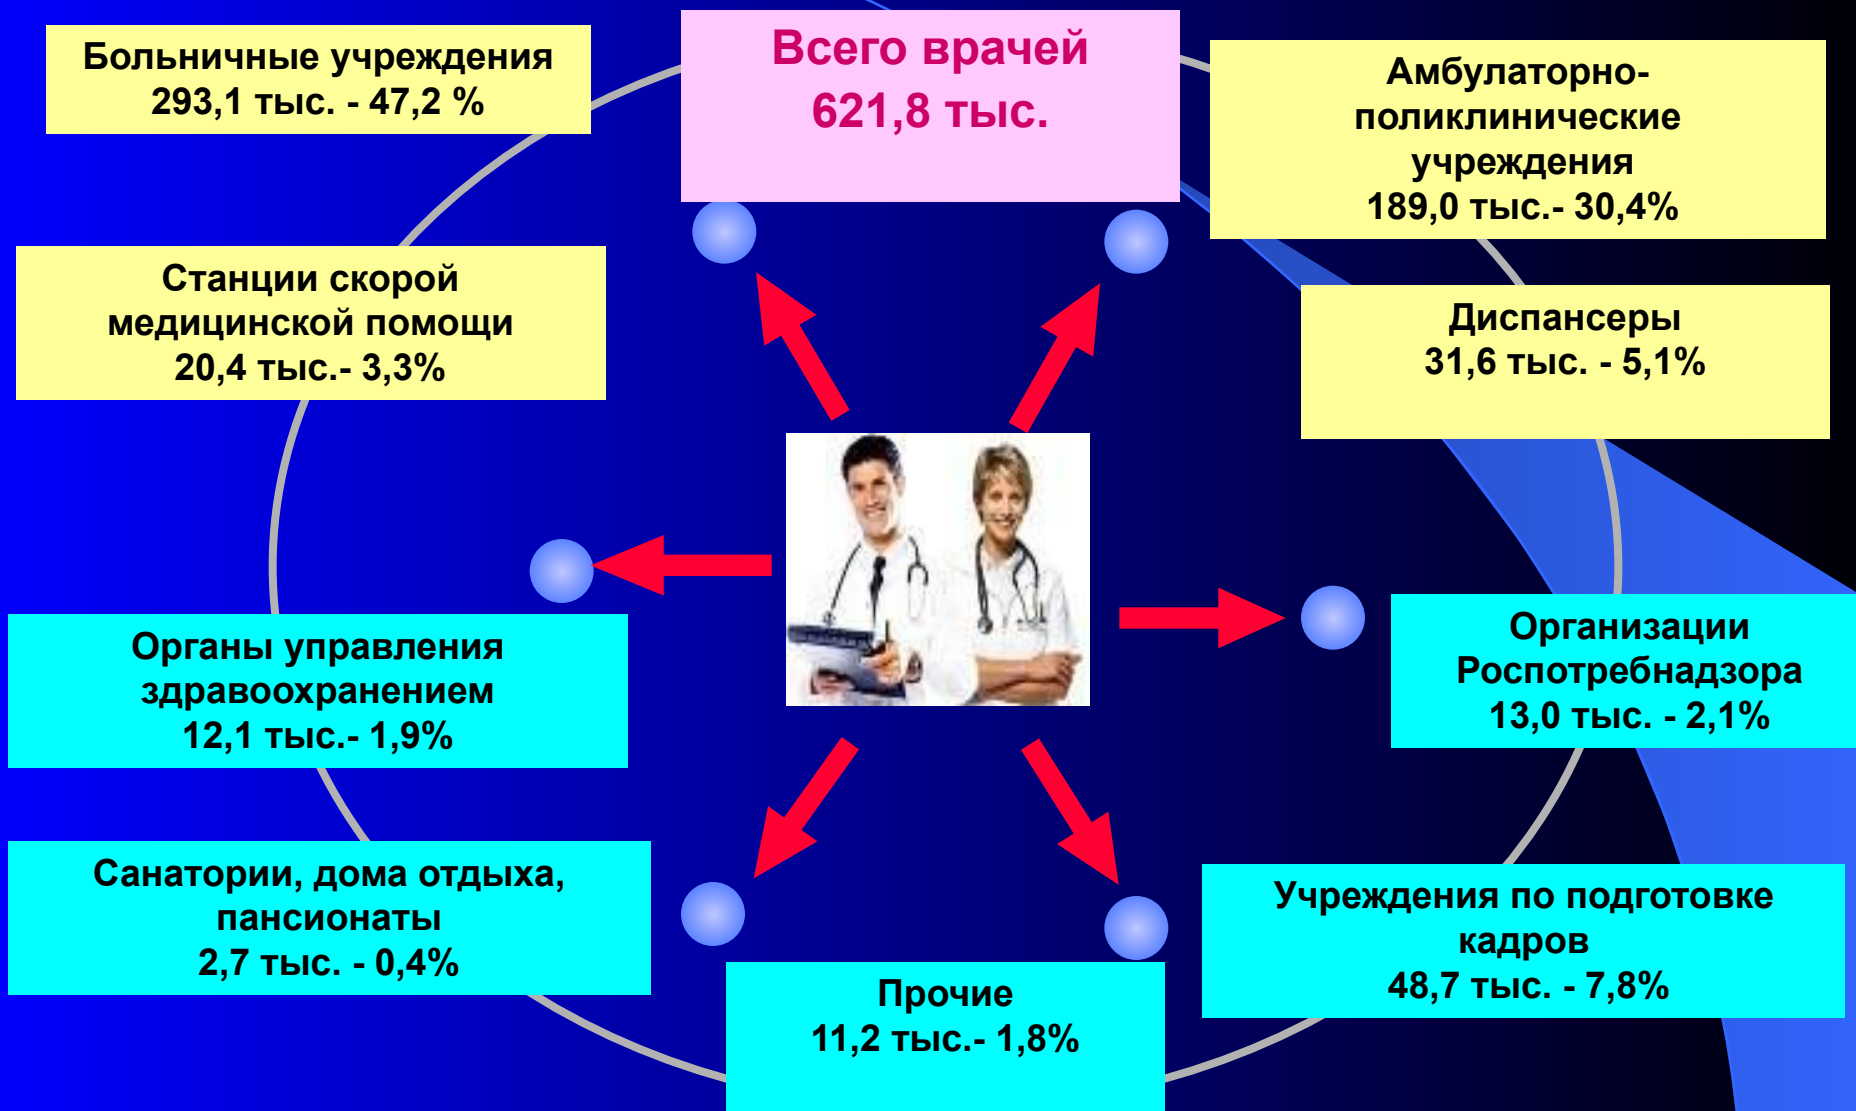 Всего врачей
621,8 тыс.
Больничные учреждения
293,1 тыс. - 47,2 %
Амбулаторно-
поликлинические
учреждения
189,0 тыс.- 30,4%
Станции скорой
медицинской помощи
20,4 тыс.- 3,3%
Диспансеры
31,6 тыс. - 5,1%
Органы управления
здравоохранением
12,1 тыс.- 1,9%
Организации
Роспотребнадзора
13,0 тыс. - 2,1%
Санатории, дома отдыха,
пансионаты
2,7 тыс. - 0,4%
Учреждения по подготовке
кадров
48,7 тыс. - 7,8%
Прочие
11,2 тыс.- 1,8%